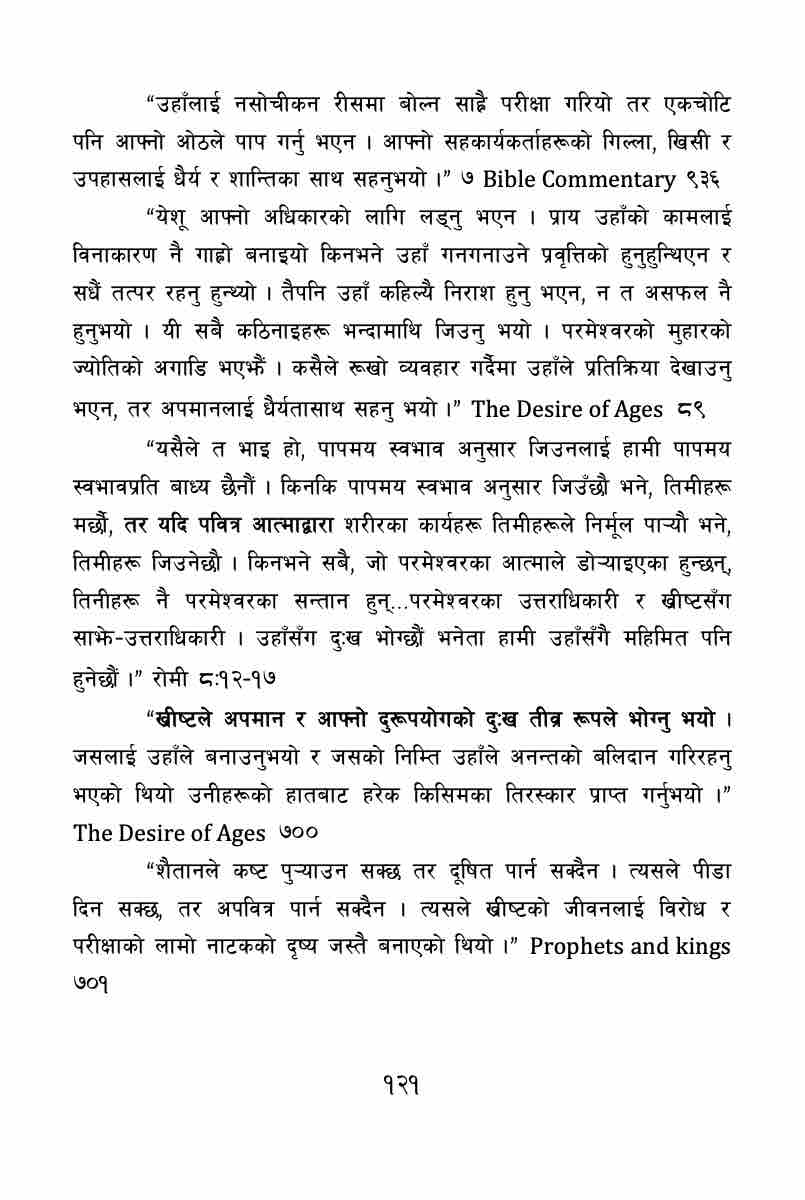 “उहाँलाई नसोचीकन रीसमा बोल्न साह्रै परीक्षा गरियो तर एकचोटि
पनि आफ्नो ओठले पाप गर्नु भएन । आफ्नो सहकार्यकर्ताहरूको गिल्ला, खिसी र
उपहासलाई धैर्य र शान्तिका साथ सहनुभयो ।” ७ Bible Commentary ९३६
“येशू आफ्नो अधिकारको लागि लड्नु भएन । प्राय उहाँको कामलाई
विनाकारण नै गाह्रो बनाइयो किनभने उहाँ गनगनाउने प्रवृत्तिको हुनुहुन्थिएन र
सधैं तत्पर रहनु हुन्थ्यो । तैपनि उहाँ कहिल्यै निराश हुनु भएन, न त असफल नै
हुनुभयो । यी सबै कठिनाइहरू भन्दामाथि जिउनु भयो । परमेश्वरको मुहारको
ज्योतिको अगाडि भएझैं । कसैले रूखो व्यवहार गर्दैमा उहाँले प्रतिक्रिया देखाउनु
भएन, तर अपमानलाई धैर्यतासाथ सहनु भयो ।” The Desire of Ages ८९
“यसैले त भाइ हो, पापमय स्वभाव अनुसार जिउनलाई हामी पापमय
स्वभावप्रति बाध्य छैनौं । किनकि पापमय स्वभाव अनुसार जिउँछौ भने, तिमीहरू
मर्छौ, तर यदि पवित्र आत्माद्वारा शरीरका कार्यहरू तिमीहरूले निर्मूल पार्‍यौ भने,
तिमीहरू जिउनेछौ । किनभने सबै, जो परमेश्वरका आत्माले डोर्‍याइएका हुन्छन्,
तिनीहरू नै परमेश्वरका सन्तान हुन्...परमेश्वरका उत्तराधिकारी र ख्रीष्टसँग
साझे-उत्तराधिकारी । उहाँसँग दुःख भोग्छौं भनेता हामी उहाँसँगै महिमित पनि
हुनेछौं ।” रोमी ८:१२-१७
“ख्रीष्टले अपमान र आफ्नो दुरूपयोगको दुःख तीव्र रूपले भोग्नु भयो ।
जसलाई उहाँले बनाउनुभयो र जसको निम्ति उहाँले अनन्तको बलिदान गरिरहनु
भएको थियो उनीहरूको हातबाट हरेक किसिमका तिरस्कार प्राप्त गर्नुभयो ।”
The Desire of Ages ७००
“शैतानले कष्ट पुर्‍याउन सक्छ तर दूषित पार्न सक्दैन । त्यसले पीडा
दिन सक्छ, तर अपवित्र पार्न सक्दैन । त्यसले ख्रीष्टको जीवनलाई विरोध र
परीक्षाको लामो नाटकको दृष्य जस्तै बनाएको थियो ।” Prophets and kings
७०१
१२१